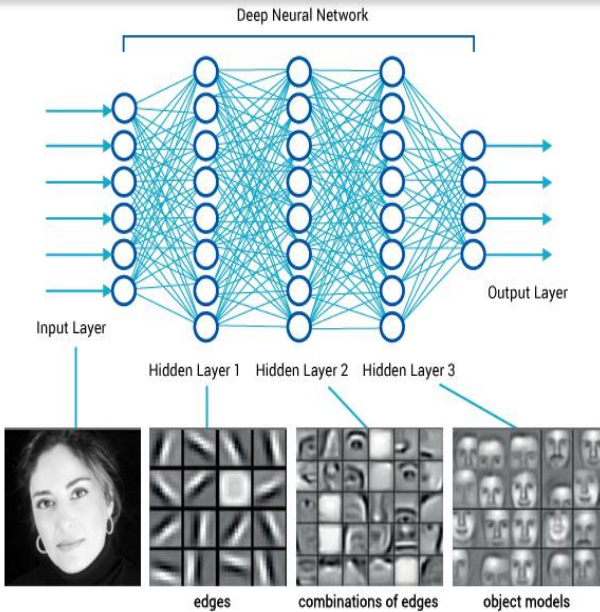 Deep Neural Network
Input Layer
Output Layer
Hidden Layer 1
Hidden Layer 2
Hidden Layer 3
edges
combinations of edges
object models